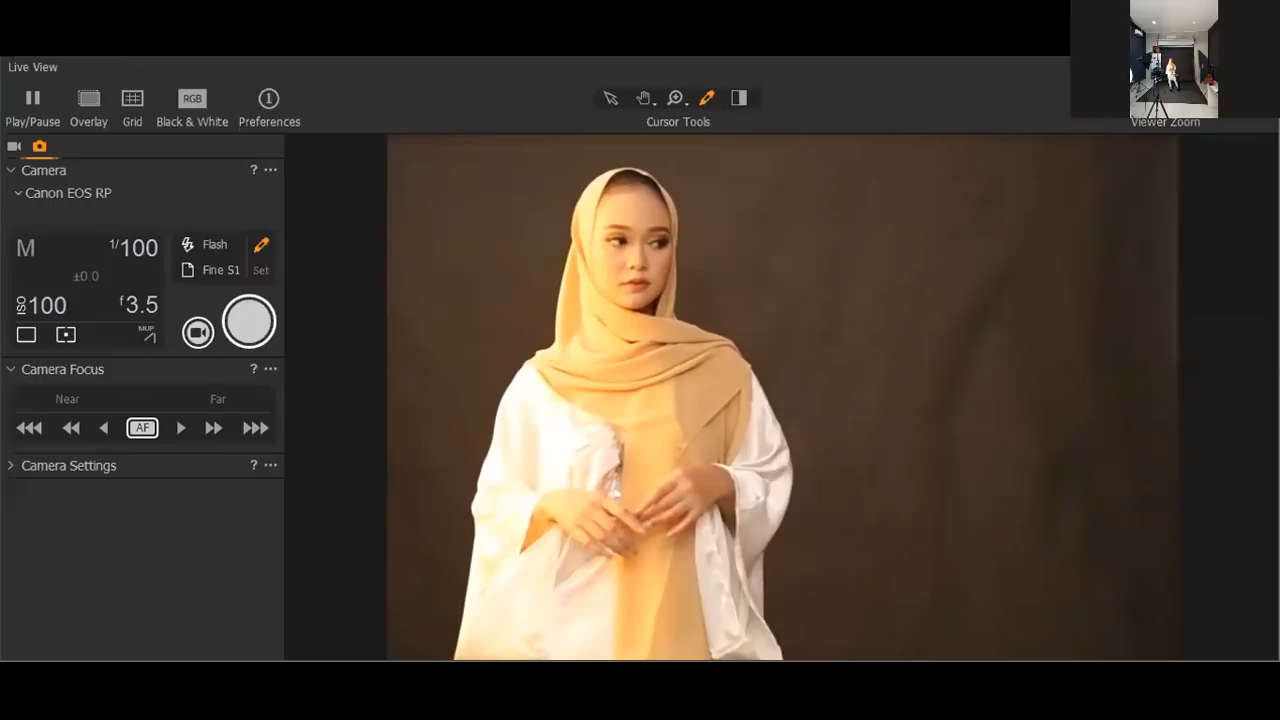 Live View
Play/Pause Overlay Grid RGB Black & White Preferences Cursor Tools Viewer Zoom
Camera ? ...
Canon EOS RP
M 1/100 Flash
±0.0 Fine S1 Set
ISO 100 f3.5
MUP
Camera Focus ? ...
Near Far
AF
Camera Settings ? ...